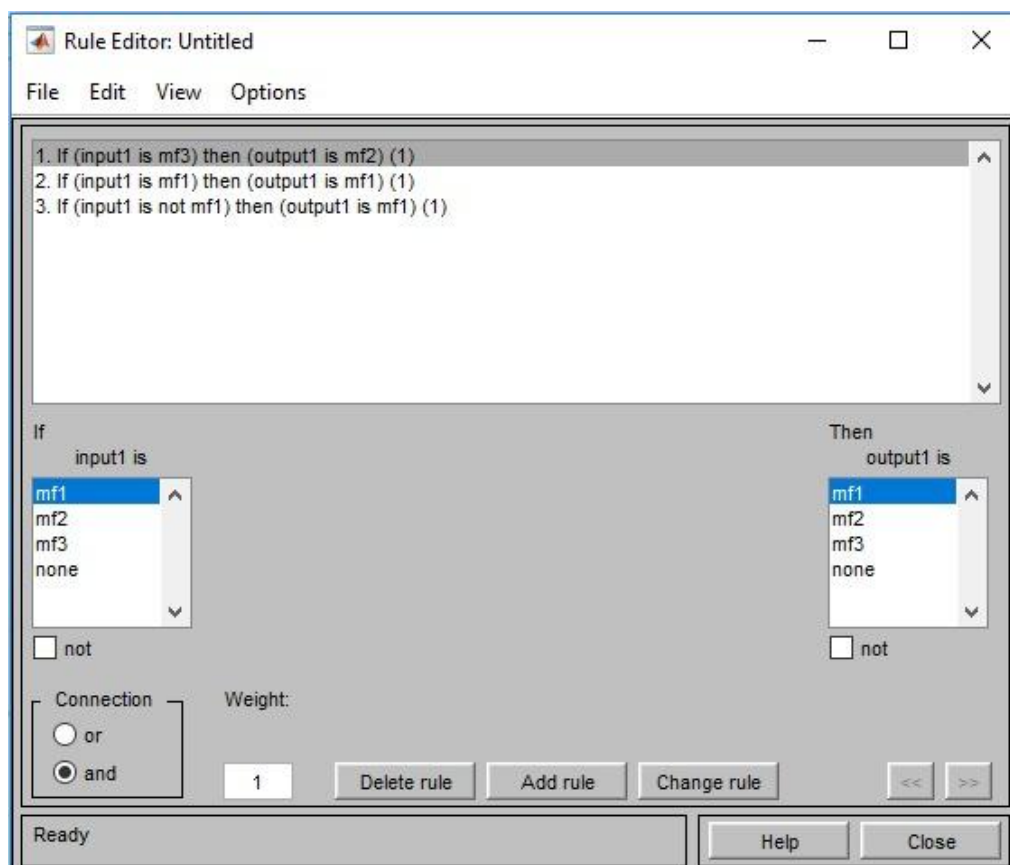 Rule Editor: Untitled
File Edit View Options
1. If (input1 is mf3) then (output1 is mf2) (1)
2. If (input1 is mf1) then (output1 is mf1) (1)
3. If (input1 is not mf1) then (output1 is mf1) (1)
If
input1 is
mf1
mf2
mf3
none
not
Then
output1 is
mf1
mf2
mf3
none
not
Connection
or
and
Weight:
1
Delete rule
Add rule
Change rule
<<
>>
Ready
Help
Close